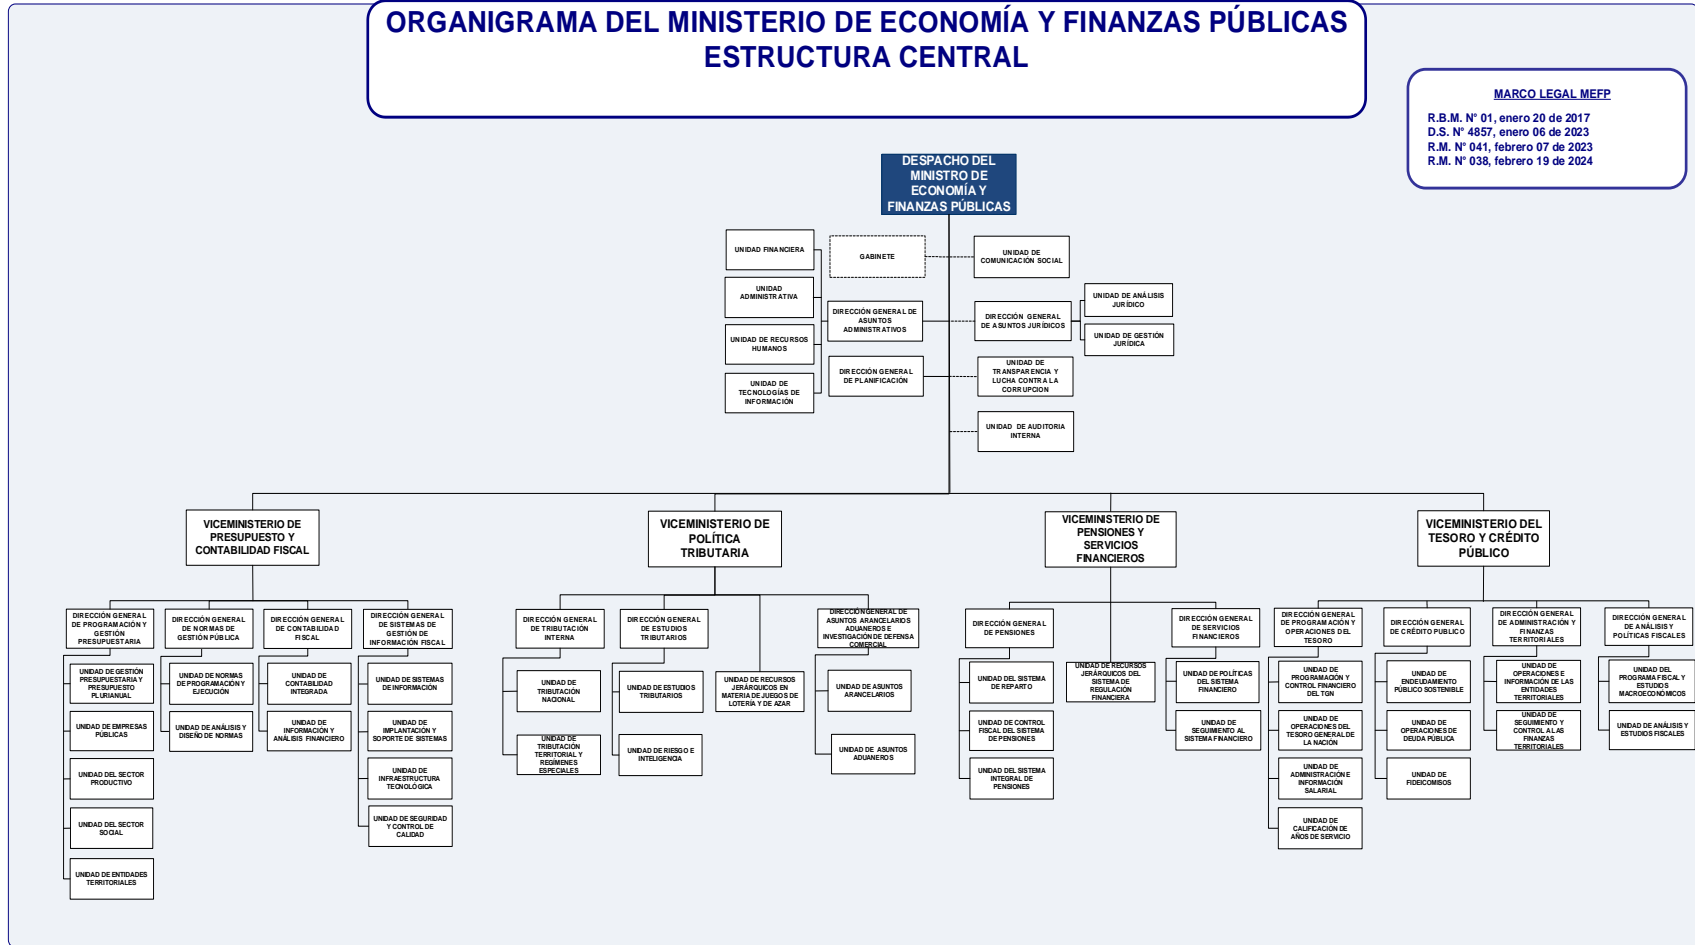 ORGANIGRAMA DEL MINISTERIO DE ECONOMÍA Y FINANZAS PÚBLICAS
ESTRUCTURA CENTRAL
MARCO LEGAL MEFP
R.B.M. N° 01, enero 20 de 2017
D.S. N° 4857, enero 06 de 2023
R.M. N° 041, febrero 07 de 2023
R.M. N° 038, febrero 19 de 2024
DESPACHO DEL
MINISTRO DE
ECONOMÍA Y
FINANZAS PÚBLICAS
UNIDAD FINANCIERA
GABINETE
UNIDAD DE
COMUNICACIÓN SOCIAL
UNIDAD
ADMINISTRATIVA
DIRECCIÓN GENERAL DE
ASUNTOS
ADMINISTRATIVOS
DIRECCIÓN GENERAL
DE ASUNTOS JURÍDICOS
UNIDAD DE ANÁLISIS
JURÍDICO
UNIDAD DE GESTIÓN
JURÍDICA
UNIDAD DE RECURSOS
HUMANOS
DIRECCIÓN GENERAL
DE PLANIFICACIÓN
UNIDAD DE
TRANSPARENCIA Y
LUCHA CONTRA LA
CORRUPCION
UNIDAD DE
TECNOLOGÍAS DE
INFORMACIÓN
UNIDAD DE AUDITORIA
INTERNA
VICEMINISTERIO DE
PRESUPUESTO Y
CONTABILIDAD FISCAL
VICEMINISTERIO DE
POLÍTICA
TRIBUTARIA
VICEMINISTERIO DE
PENSIONES Y
SERVICIOS
FINANCIEROS
VICEMINISTERIO DEL
TESORO Y CRÉDITO
PÚBLICO
DIRECCIÓN GENERAL
DE PROGRAMACIÓN Y
GESTIÓN
PRESUPUESTARIA
UNIDAD DE GESTIÓN
PRESUPUESTARIA Y
PRESUPUESTO
PLURIANUAL
UNIDAD DE EMPRESAS
PÚBLICAS
UNIDAD DEL SECTOR
PRODUCTIVO
UNIDAD DEL SECTOR
SOCIAL
UNIDAD DE ENTIDADES
TERRITORIALES
DIRECCIÓN GENERAL
DE NORMAS DE
GESTIÓN PÚBLICA
UNIDAD DE NORMAS
DE PROGRAMACIÓN Y
EJECUCIÓN
UNIDAD DE ANÁLISIS Y
DISEÑO DE NORMAS
DIRECCIÓN GENERAL
DE CONTABILIDAD
FISCAL
UNIDAD DE
CONTABILIDAD
INTEGRADA
UNIDAD DE
INFORMACIÓN Y
ANÁLISIS FINANCIERO
DIRECCIÓN GENERAL
DE SISTEMAS DE
GESTIÓN DE
INFORMACIÓN FISCAL
UNIDAD DE SISTEMAS
DE INFORMACIÓN
UNIDAD DE
IMPLANTACIÓN Y
SOPORTE DE SISTEMAS
UNIDAD DE
INFRAESTRUCTURA
TECNOLÓGICA
UNIDAD DE SEGURIDAD
Y CONTROL DE
CALIDAD
DIRECCIÓN GENERAL
DE TRIBUTACIÓN
INTERNA
UNIDAD DE
TRIBUTACIÓN
NACIONAL
UNIDAD DE
TRIBUTACIÓN
TERRITORIAL Y
REGÍMENES
ESPECIALES
DIRECCIÓN GENERAL
DE ESTUDIOS
TRIBUTARIOS
UNIDAD DE ESTUDIOS
TRIBUTARIOS
UNIDAD DE RIESGO E
INTELIGENCIA
UNIDAD DE RECURSOS
JERÁRQUICOS EN
MATERIA DE JUEGOS DE
LOTERÍA Y DE AZAR
DIRECCIÓN GENERAL DE
ASUNTOS ARANCELARIOS
ADUANEROS E
INVESTIGACIÓN DE DEFENSA
COMERCIAL
UNIDAD DE ASUNTOS
ARANCLARIOS
UNIDAD DE ASUNTOS
ADUANEROS
DIRECCIÓN GENERAL
DE PENSIONES
UNIDAD DEL SISTEMA
DE REPARTO
UNIDAD DE CONTROL
FISCAL DEL SISTEMA
DE PENSIONES
UNIDAD DEL SISTEMA
INTEGRAL DE
PENSIONES
UNIDAD DE RECURSOS
JERÁRQUICOS DEL
SISTEMA DE
REGULACIÓN
FINANCIERA
DIRECCIÓN GENERAL
DE SERVICIOS
FINANCIEROS
UNIDAD DE POLÍTICAS
DEL SISTEMA
FINANCIERO
UNIDAD DE
SEGUIMIENTO AL
SISTEMA FINANCIERO
DIRECCIÓN GENERAL
DE PROGRAMACIÓN Y
OPERACIONES DEL
TESORO
UNIDAD DE
PROGRAMACIÓN Y
CONTROL FINANCIERO
DEL TGN
UNIDAD DE
OPERACIONES DEL
TESORO GENERAL DE
LA NACIÓN
UNIDAD DE
ADMINISTRACIÓN E
INFORMACIÓN
SALARIAL
UNIDAD DE
CALIFICACIÓN DE
AÑOS DE SERVICIO
DIRECCIÓN GENERAL
DE CRÉDITO PUBLICO
UNIDAD DE
ENDEUDAMIENTO
PÚBLICO SOSTENIBLE
UNIDAD DE
OPERACIONES DE
DEUDA PÚBLICA
UNIDAD DE
FIDEICOMISOS
DIRECCIÓN GENERAL
DE ADMINISTRACIÓN Y
FINANZAS
TERRITORIALES
UNIDAD DE
OPERACIONES E
INFORMACIÓN DE LAS
ENTIDADES
TERRITORIALES
UNIDAD DE
SEGUIMIENTO Y
CONTROL A LAS
FINANZAS
TERRITORIALES
DIRECCIÓN GENERAL
DE ANÁLISIS Y
POLÍTICAS FISCALES
UNIDAD DEL
PROGRAMA FISCAL Y
ESTUDIOS
MACROECONÓMICOS
UNIDAD DE ANÁLISIS Y
ESTUDIOS FISCALES